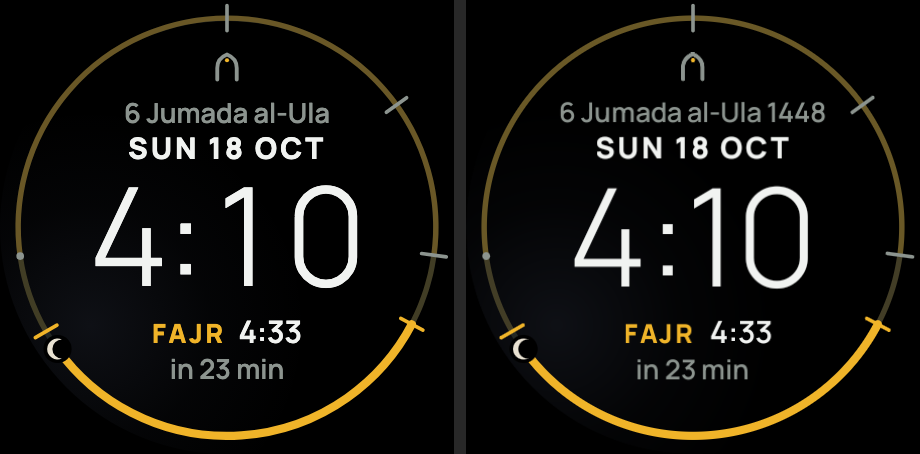 6 Jumada al-Ula
SUN 18 OCT
4:10
FAJR 4:33
in 23 min
6 Jumada al-Ula 1448
SUN 18 OCT
4:10
FAJR 4:33
in 23 min